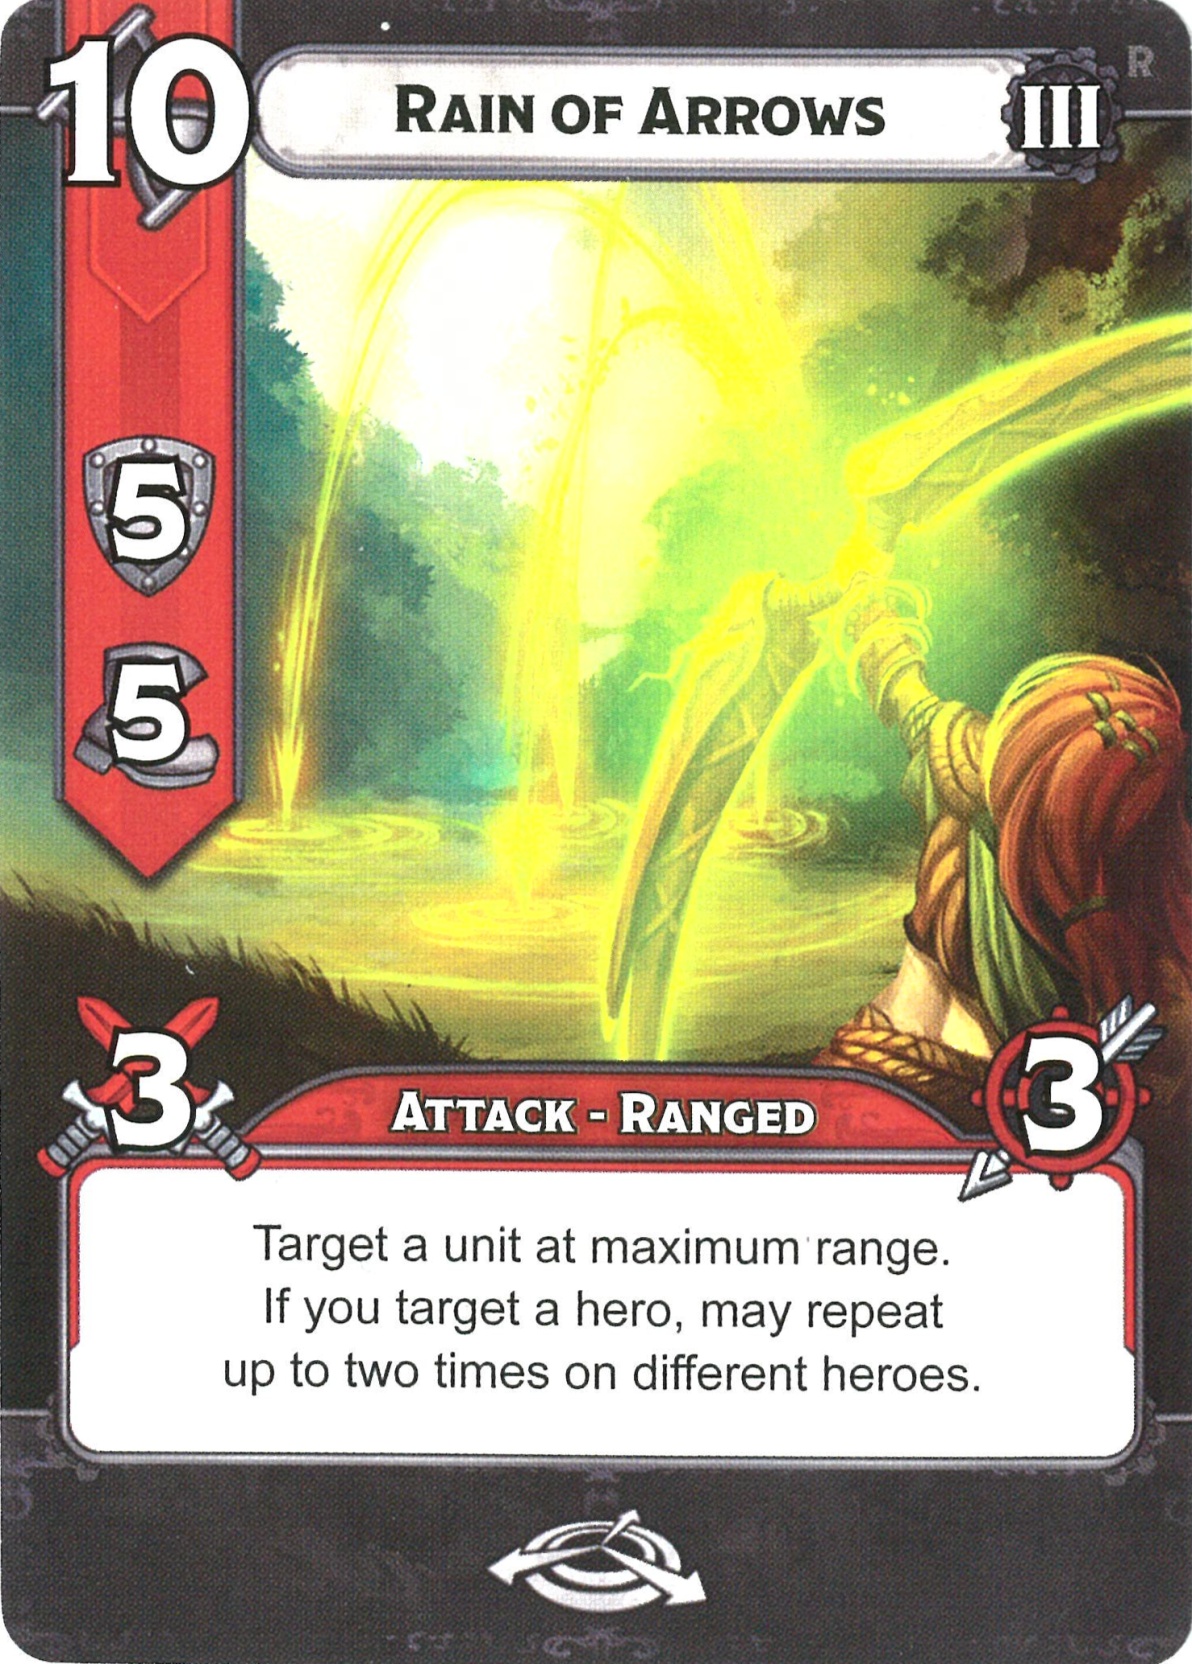 10
RAIN OF ARROWS
III
R
5
5
3
ATTACK - RANGED
3
Target a unit at maximum range.
If you target a hero, may repeat
up to two times on different heroes.